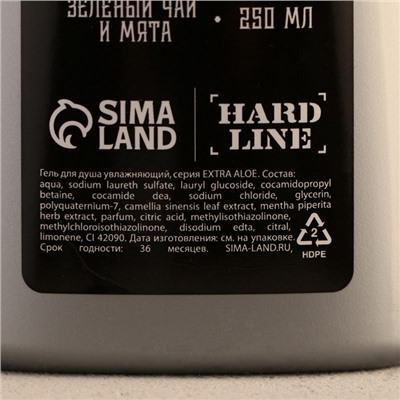 ЗЕЛЁНЫЙ ЧАЙ
И МЯТА
• 250 МЛ
SIMA
LAND
HARD
LINE
Гель для душа увлажняющий, серия EXTRA ALOE. Состав:
aqua, sodium laureth sulfate, lauryl glucoside, cocamidopropyl
betaine, cocamide dea, sodium chloride, glycerin,
polyquaternium-7, camellia sinensis leaf extract, mentha piperita
herb extract, parfum, citric acid, methylisothiazolinone,
methylchloroisothiazolinone, disodium edta, citral,
limonene, CI 42090. Дата изготовления: см. на упаковке.
Срок годности: 36 месяцев. SIMA-LAND.RU,
2
HDPE